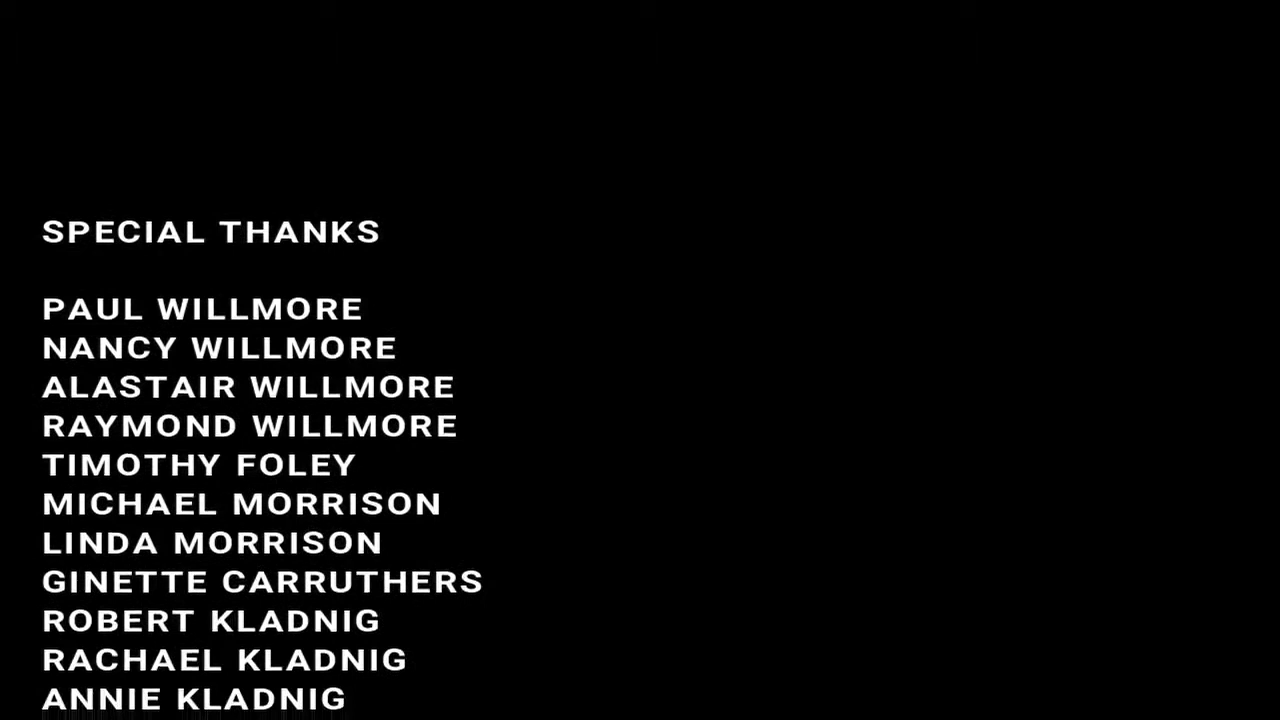 SPECIAL THANKS
PAUL WILLMORE
NANCY WILLMORE
ALASTAIR WILLMORE
RAYMOND WILLMORE
TIMOTHY FOLEY
MICHAEL MORRISON
LINDA MORRISON
GINETTE CARRUTHERS
ROBERT KLADNIG
RACHAEL KLADNIG
ANNIE KLADNIG